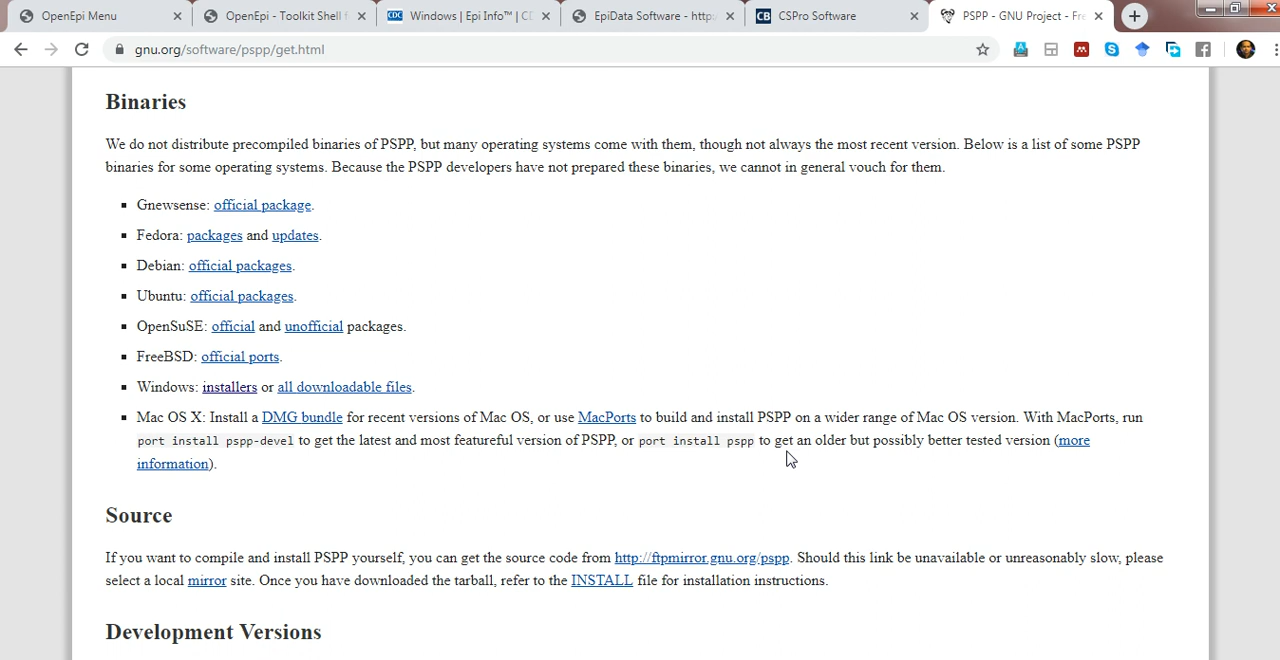 OpenEpi Menu
OpenEpi - Toolkit Shell f
CDC Windows | Epi Info™ | CD
EpiData Software - http:
CB CSPro Software
PSPP - GNU Project - Fre
gnu.org/software/pspp/get.html
Binaries
We do not distribute precompiled binaries of PSPP, but many operating systems come with them, though not always the most recent version. Below is a list of some PSPP
binaries for some operating systems. Because the PSPP developers have not prepared these binaries, we cannot in general vouch for them.
Gnewsense: official package.
Fedora: packages and updates.
Debian: official packages.
Ubuntu: official packages.
OpenSuSE: official and unofficial packages.
FreeBSD: official ports.
Windows: installers or all downloadable files.
Mac OS X: Install a DMG bundle for recent versions of Mac OS, or use MacPorts to build and install PSPP on a wider range of Mac OS version. With MacPorts, run
port install pspp-devel to get the latest and most featureful version of PSPP, or port install pspp to get an older but possibly better tested version (more
information).
Source
If you want to compile and install PSPP yourself, you can get the source code from http://ftpmirror.gnu.org/pspp. Should this link be unavailable or unreasonably slow, please
select a local mirror site. Once you have downloaded the tarball, refer to the INSTALL file for installation instructions.
Development Versions